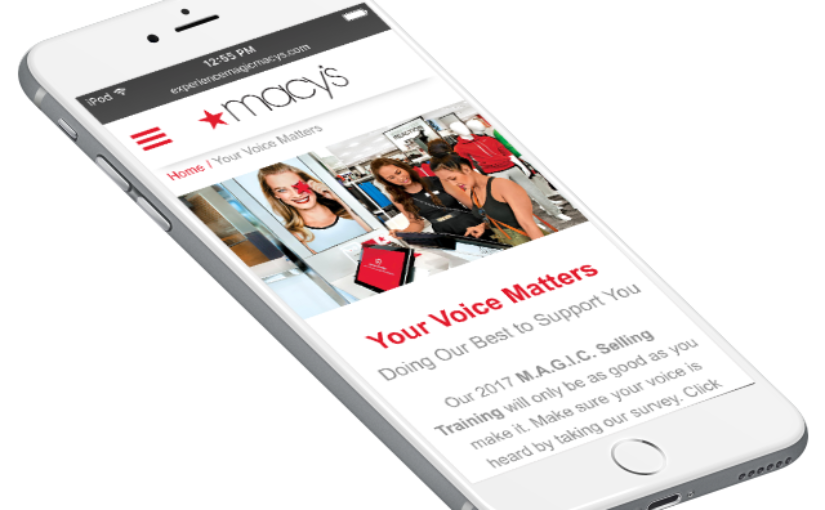 iPod 12:55 PM
experiencemagicmacys.com
macy's
Home / Your Voice Matters
Your Voice Matters
Doing Our Best to Support You
Our 2017 M.A.G.I.C. Selling
Training will only be as good as you
make it. Make sure your voice is
heard by taking our survey. Click